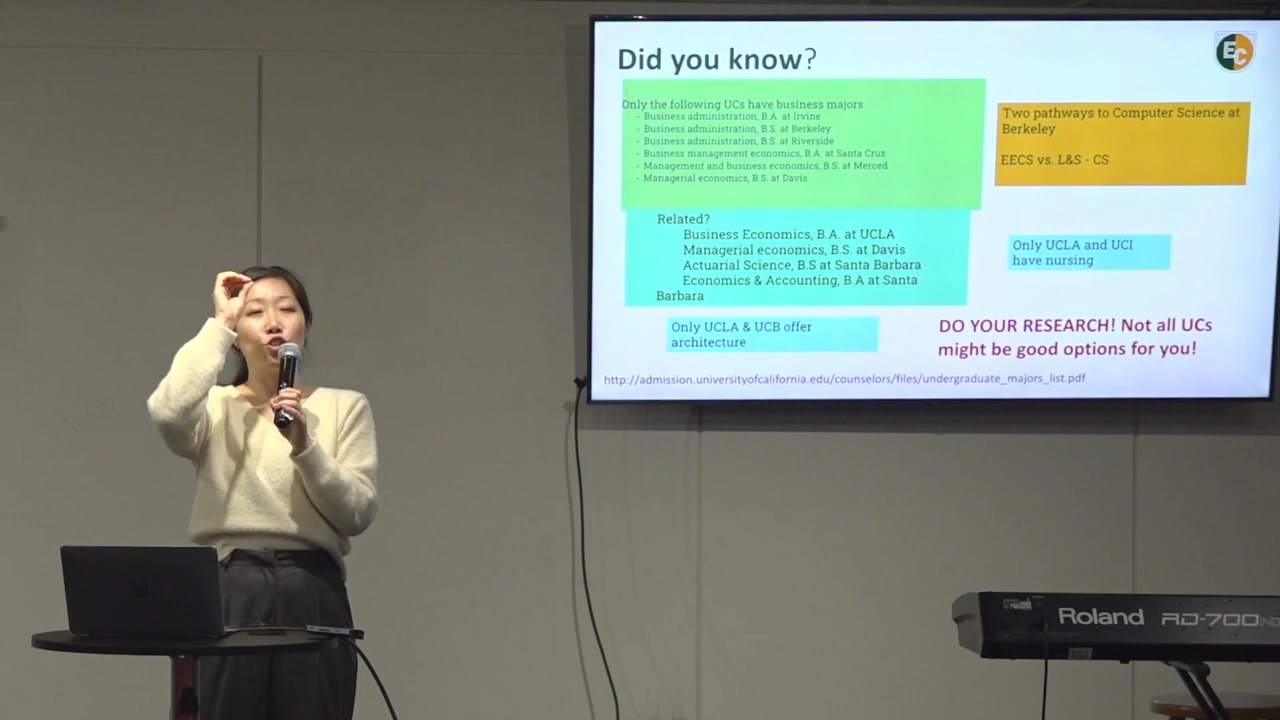 Did you know?
EC
Only the following UCs have business majors
· Business administration, B.A. at Irvine
· Business administration, B.S. at Berkeley
· Business administration, B.S. at Riverside
· Business management economics, B.A. at Santa Cruz
· Management and business economics, B.S. at Merced
· Managerial economics, B.S. at Davis
Two pathways to Computer Science at
Berkeley
EECS vs. L&S - CS
Related?
Business Economics, B.A. at UCLA
Managerial economics, B.S. at Davis
Actuarial Science, B.S at Santa Barbara
Economics & Accounting, B.A at Santa
Barbara
Only UCLA and UCI
have nursing
Only UCLA & UCB offer
architecture
DO YOUR RESEARCH! Not all UCs
might be good options for you!
http://admission.universityofcalifornia.edu/counselors/files/undergraduate_majors_list.pdf
Roland RD-700NX